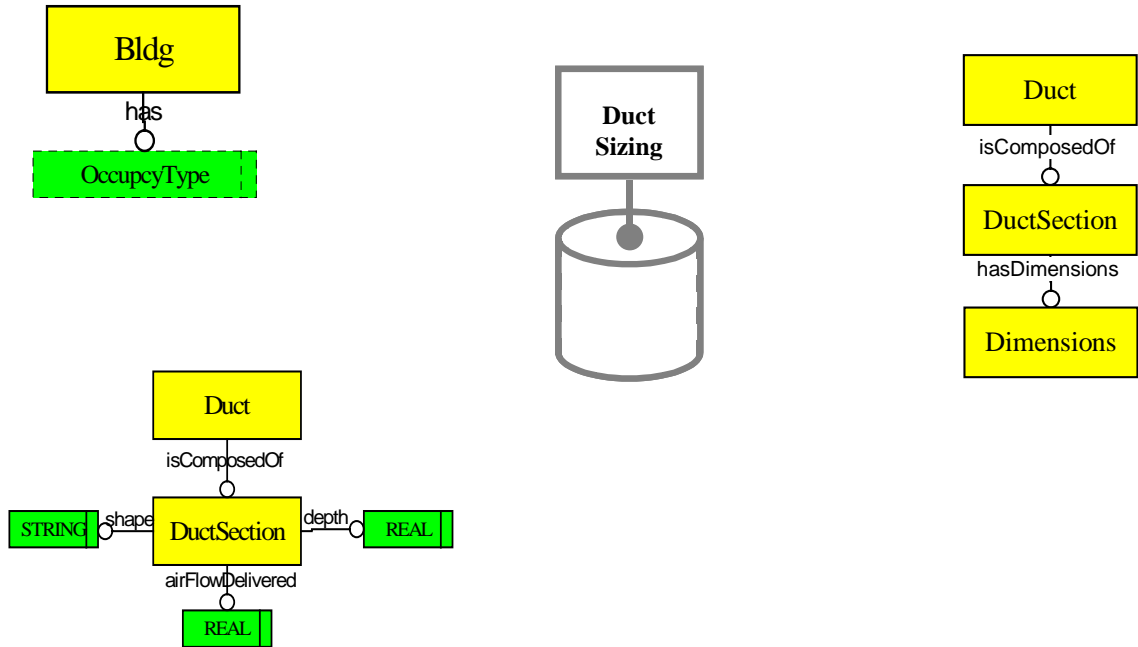 Bldg
has
OccupcyType
Duct
Sizing
Duct
isComposedOf
DuctSection
hasDimensions
Dimensions
Duct
isComposedOf
STRING
shape
DuctSection
depth
REAL
airFlowDelivered
REAL